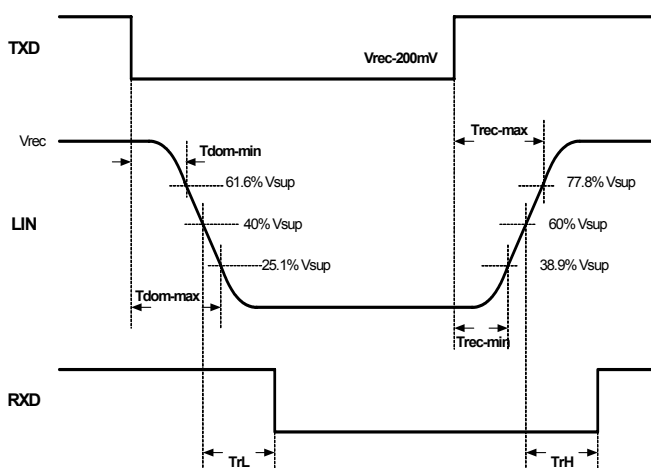 TXD
Vrec-200mV
Vrec
Tdom-min
Trec-max
61.6% Vsup
77.8% Vsup
LIN
40% Vsup
60% Vsup
25.1% Vsup
38.9% Vsup
Tdom-max
Trec-min
RXD
TrL
TrH